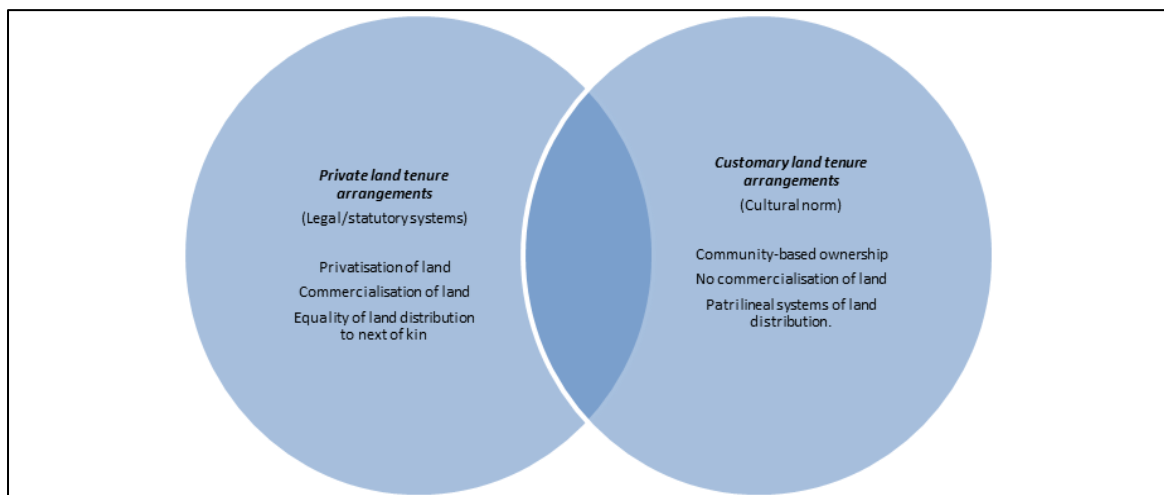 Private land tenure
arrangements
(Legal/statutory systems)
Privatisation of land
Commercialisation of land
Equality of land distribution
to next of kin
Customary land tenure
arrangements
(Cultural norm)
Community-based ownership
No commercialisation of land
Patrilineal systems of land
distribution.